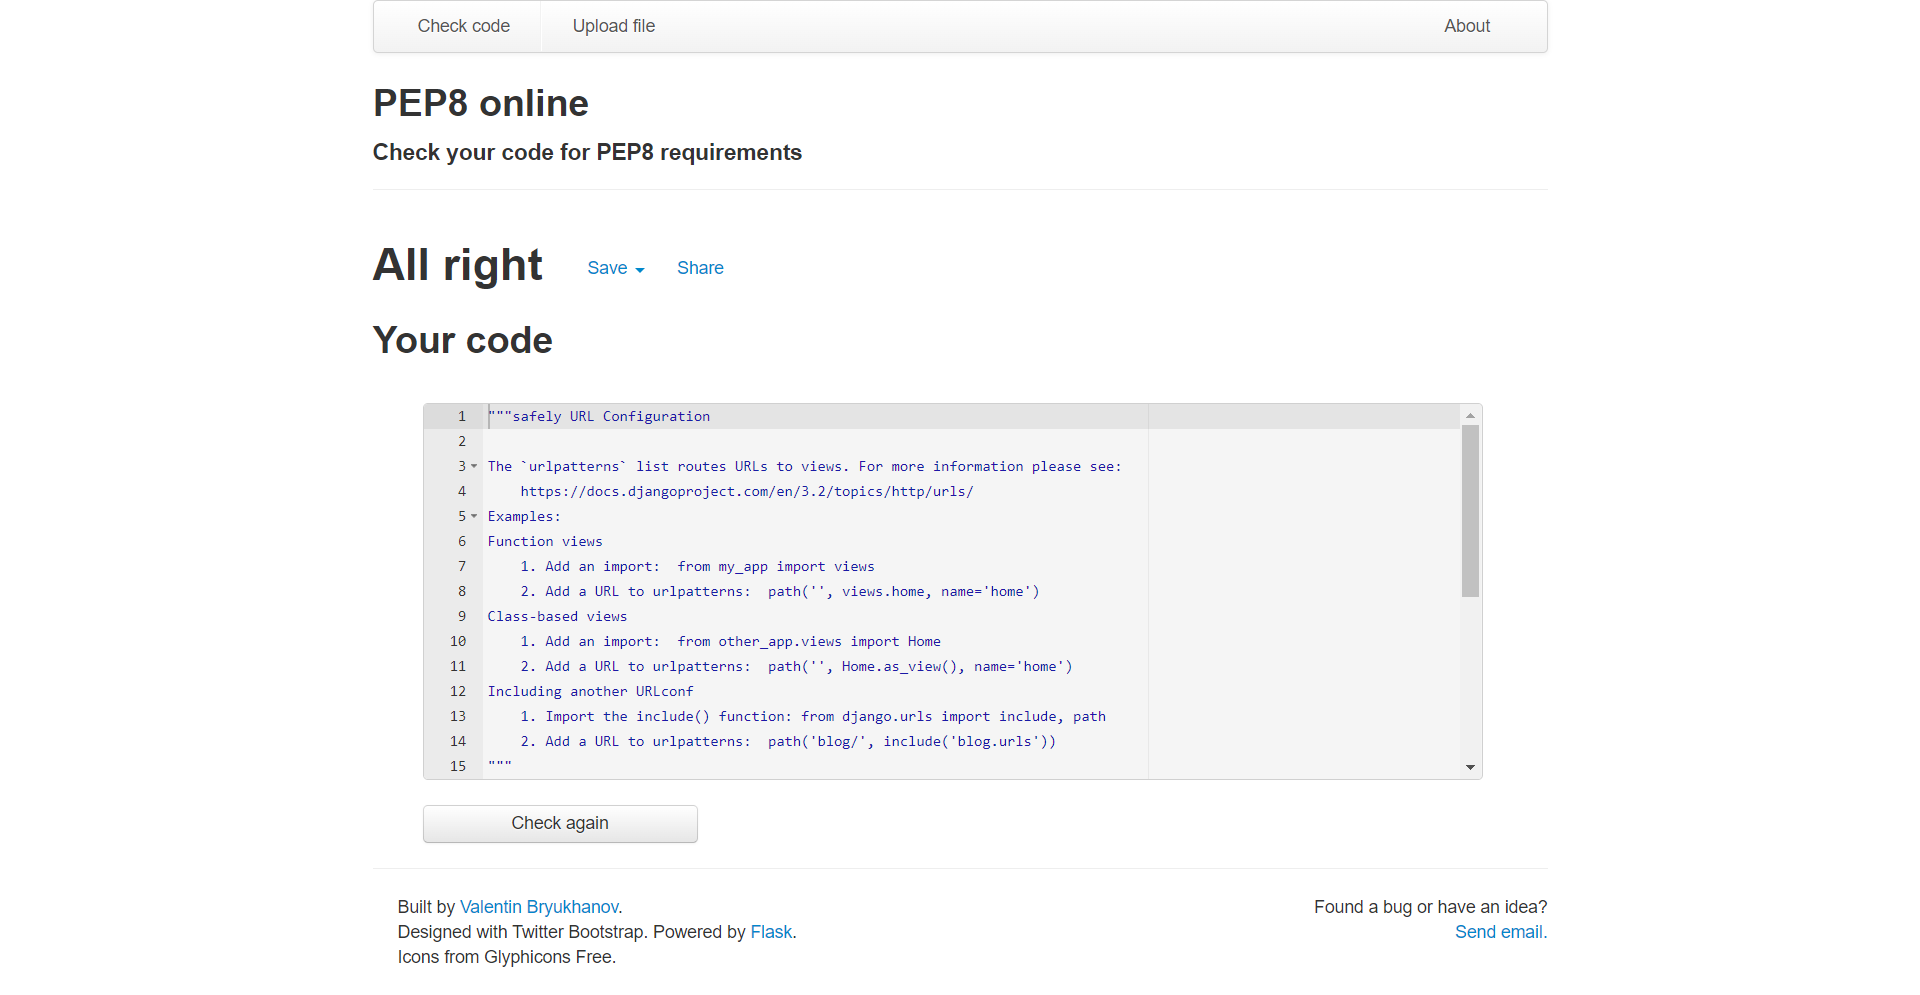 Check code Upload file About
PEP8 online
Check your code for PEP8 requirements
All right Save Share
Your code
1 """safely URL Configuration
2
3 The `urlpatterns` list routes URLs to views. For more information please see:
4     https://docs.djangoproject.com/en/3.2/topics/http/urls/
5 Examples:
6 Function views
7     1. Add an import:  from my_app import views
8     2. Add a URL to urlpatterns:  path('', views.home, name='home')
9 Class-based views
10     1. Add an import:  from other_app.views import Home
11     2. Add a URL to urlpatterns:  path('', Home.as_view(), name='home')
12 Including another URLconf
13     1. Import the include() function: from django.urls import include, path
14     2. Add a URL to urlpatterns:  path('blog/', include('blog.urls'))
15 """
Check again
Built by Valentin Bryukhanov.
Designed with Twitter Bootstrap. Powered by Flask.
Icons from Glyphicons Free.
Found a bug or have an idea?
Send email.